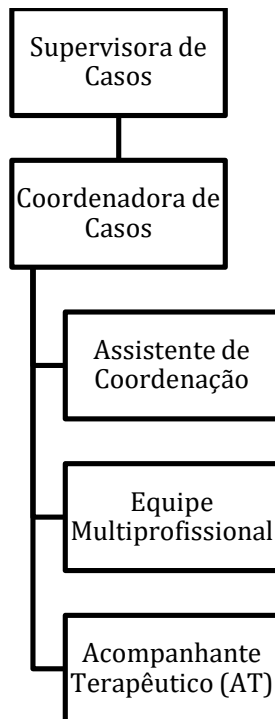 Supervisora de
Casos
Coordenadora de
Casos
Assistente de
Coordenação
Equipe
Multiprofissional
Acompanhante
Terapêutico (AT)